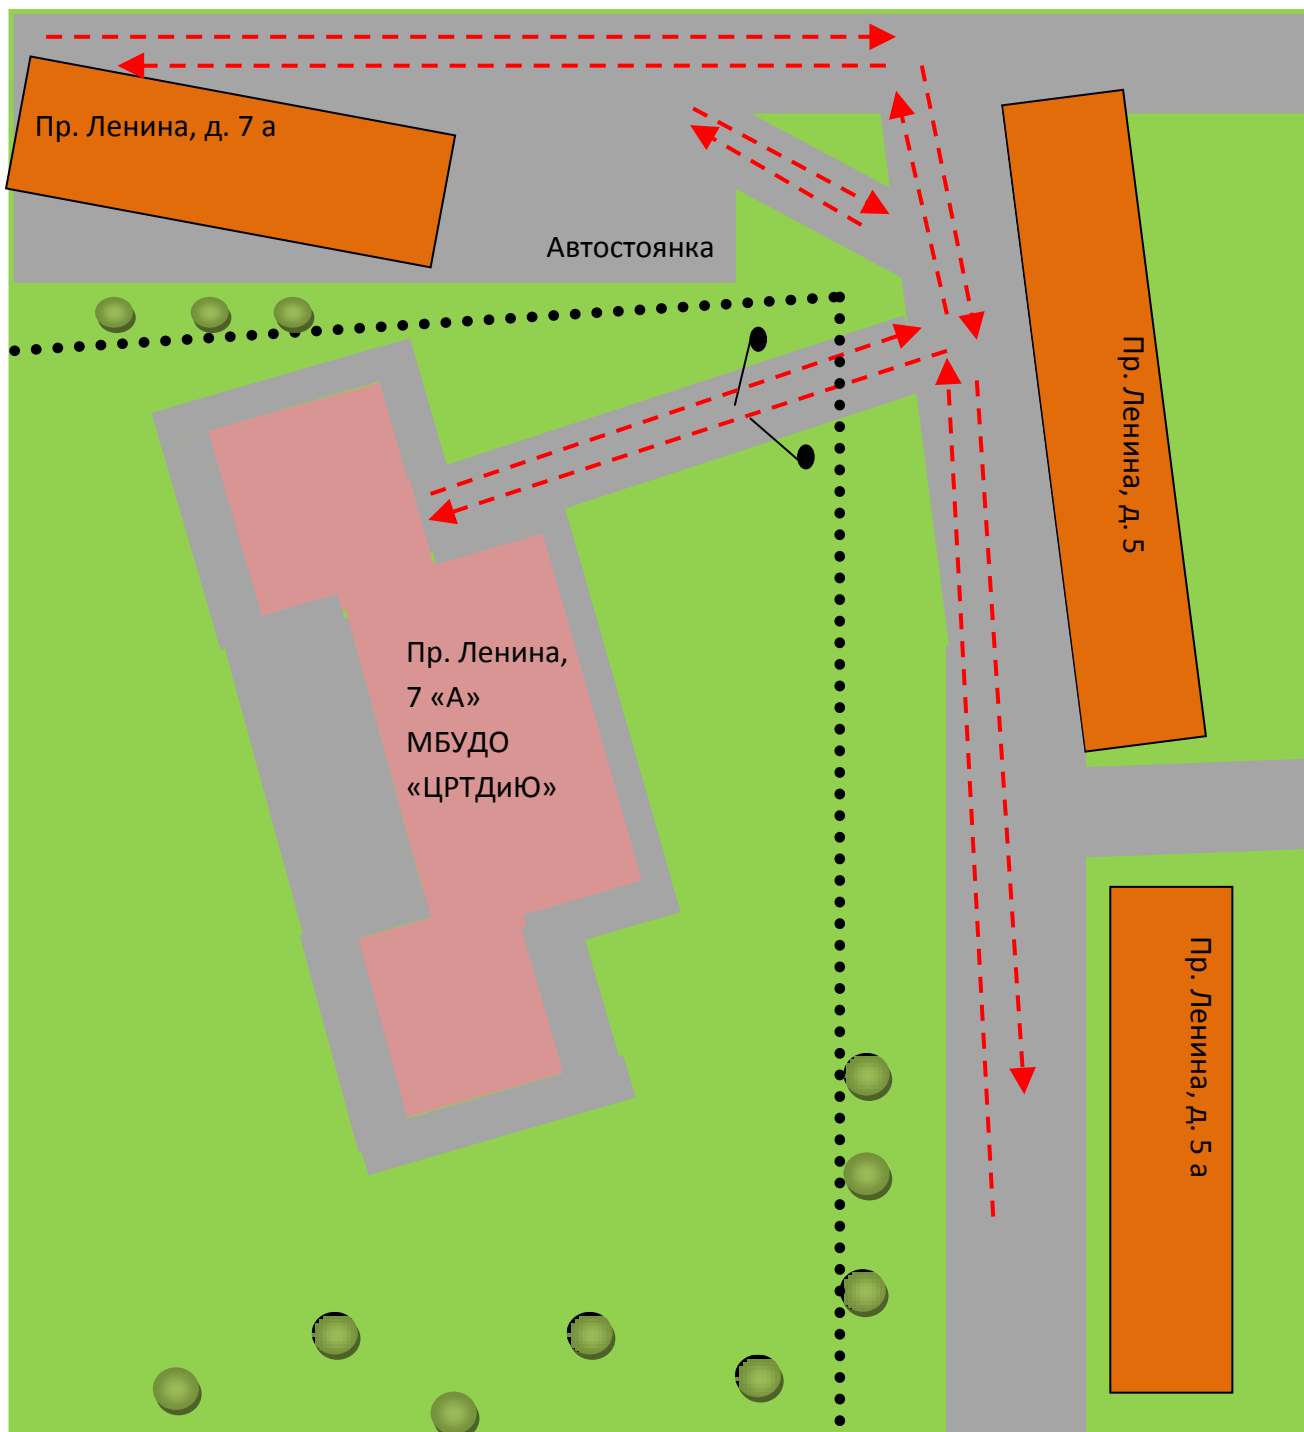 Пр. Ленина, д. 7 а
Автостоянка
Пр. Ленина, д. 5
Пр. Ленина,
7 «А»
МБУДО
«ЦРТДиЮ»
Пр. Ленина, д. 5 а